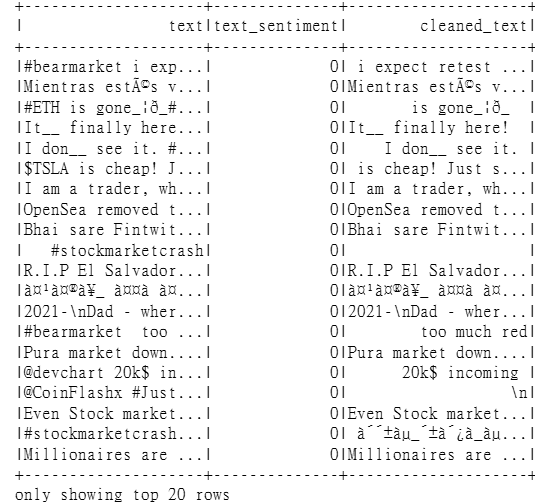 +--------------------+--------------+--------------------+
|                text|text_sentiment|        cleaned_text|
+--------------------+--------------+--------------------+
|#bearmarket i exp...|             0| i expect retest ...|
|Mientras estÃ©s v...|             0|Mientras estÃ©s v...|
|#ETH is gone_¦ð_#...|             0|      is gone_¦ð_  |
|It__ finally here...|             0|It__ finally here!  |
|I don__ see it. #...|             0|    I don__ see it. |
|$TSLA is cheap! J...|             0| is cheap! Just s...|
|I am a trader, wh...|             0|I am a trader, wh...|
|OpenSea removed t...|             0|OpenSea removed t...|
|Bhai sare Fintwit...|             0|Bhai sare Fintwit...|
|    #stockmarketcrash|             0|                    |
|R.I.P El Salvador...|             0|R.I.P El Salvador...|
|à¤¹à¤®à¥_ à¤¤à à¤...|             0|à¤¹à¤®à¥_ à¤¤à à¤...|
|2021-\nDad - wher...|             0|2021-\nDad - wher...|
|#bearmarket  too ...|             0|        too much red|
|Pura market down....|             0|Pura market down....|
|@devchart 20k$ in...|             0|      20k$ incoming |
|@CoinFlashx #Just...|             0|                  \n|
|Even Stock market...|             0|Even Stock market...|
|#stockmarketcrash...|             0| à´´±àµ_´±à´¿à_àµ...|
|Millionaires are ...|             0|Millionaires are ...|
+--------------------+--------------+--------------------+
only showing top 20 rows